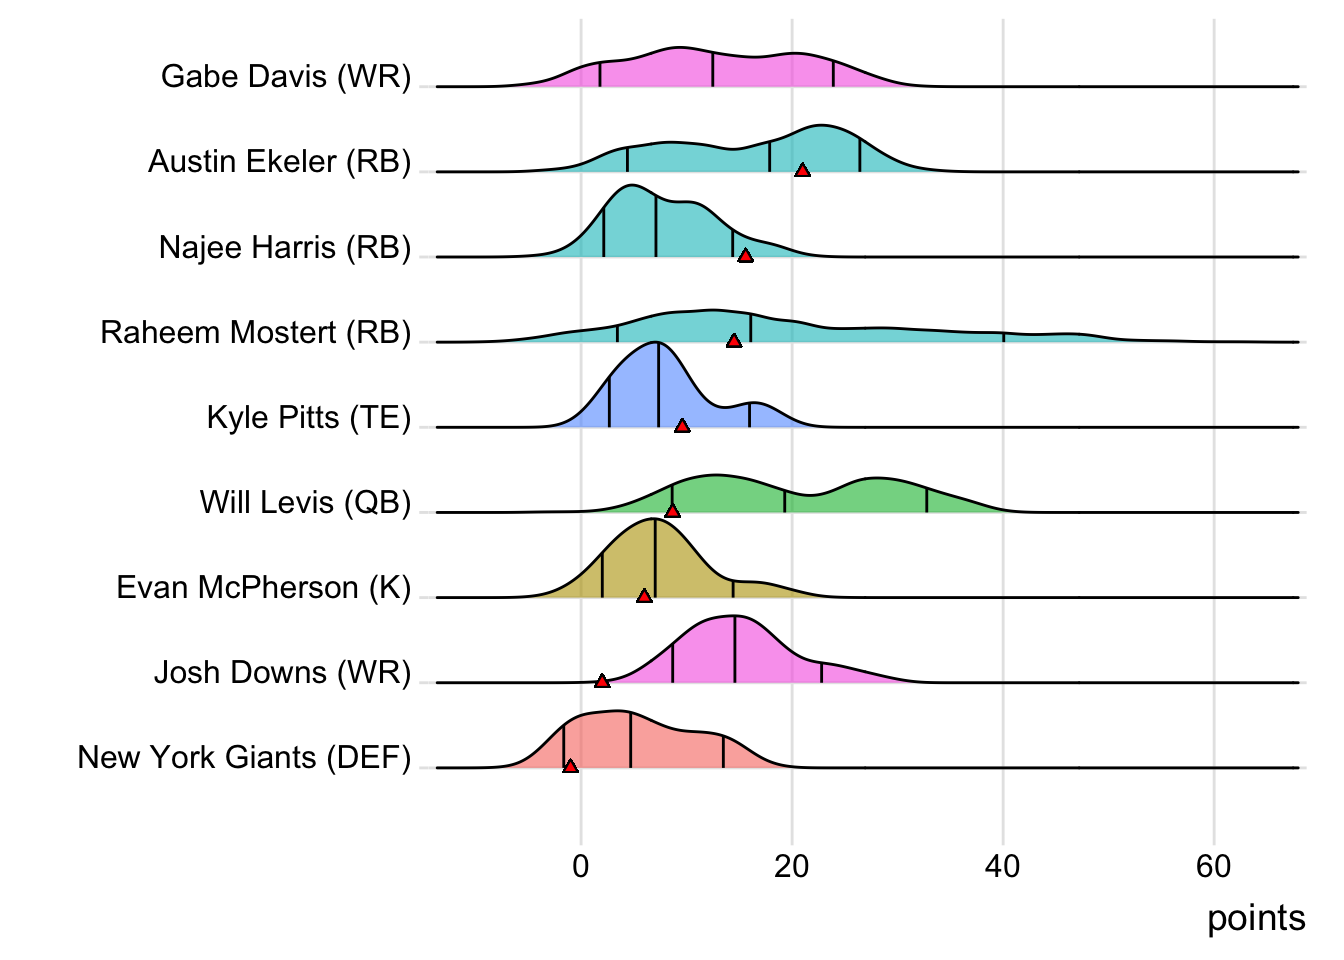 Gabe Davis (WR)
Austin Ekeler (RB)
Najee Harris (RB)
Raheem Mostert (RB)
Kyle Pitts (TE)
Will Levis (QB)
Evan McPherson (K)
Josh Downs (WR)
New York Giants (DEF)
0 20 40 60
points